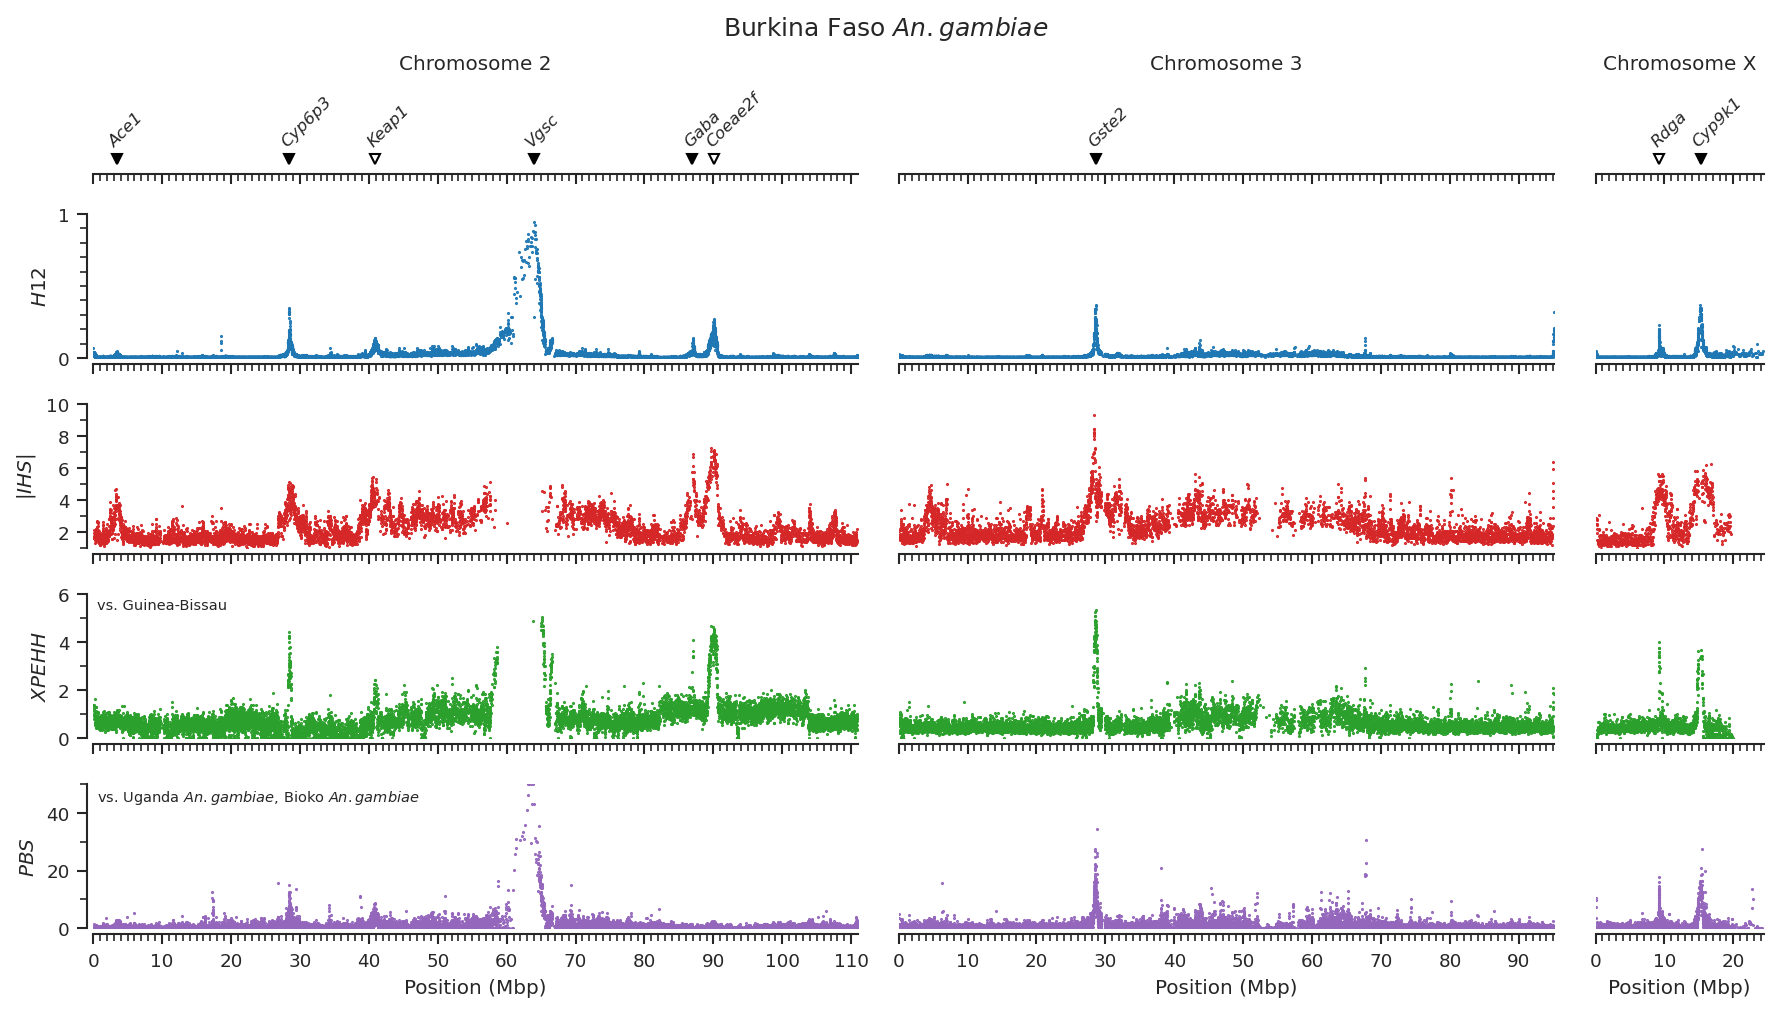 Burkina Faso An. gambiae
Chromosome 2
Chromosome 3
Chromosome X
Ace1
Cyp6p3
Keap1
Vgsc
Gaba
Coeae2f
Gste2
Rdga
Cyp9k1
1
H12
0
10
8
|IHS|
6
4
2
6
vs. Guinea-Bissau
4
XPEHH
2
0
vs. Uganda An. gambiae, Bioko An. gambiae
40
PBS
20
0
0 10 20 30 40 50 60 70 80 90 100 110
0 10 20 30 40 50 60 70 80 90
0 10 20
Position (Mbp)
Position (Mbp)
Position (Mbp)